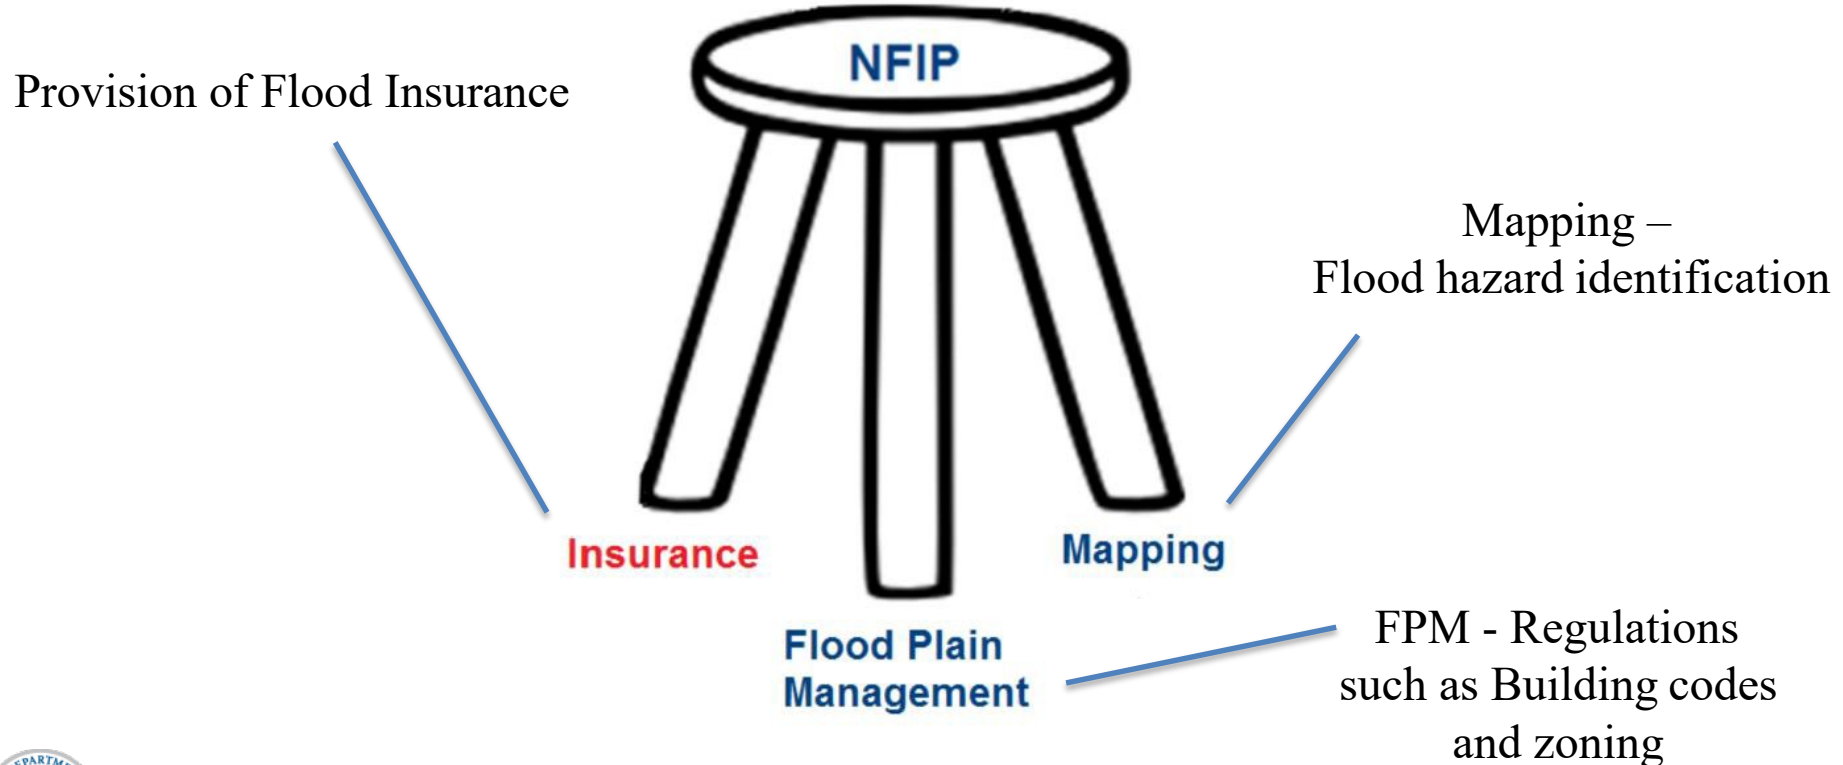 NFIP
Provision of Flood Insurance
Mapping –
Flood hazard identification
Insurance
Mapping
Flood Plain
Management
FPM - Regulations
such as Building codes
and zoning